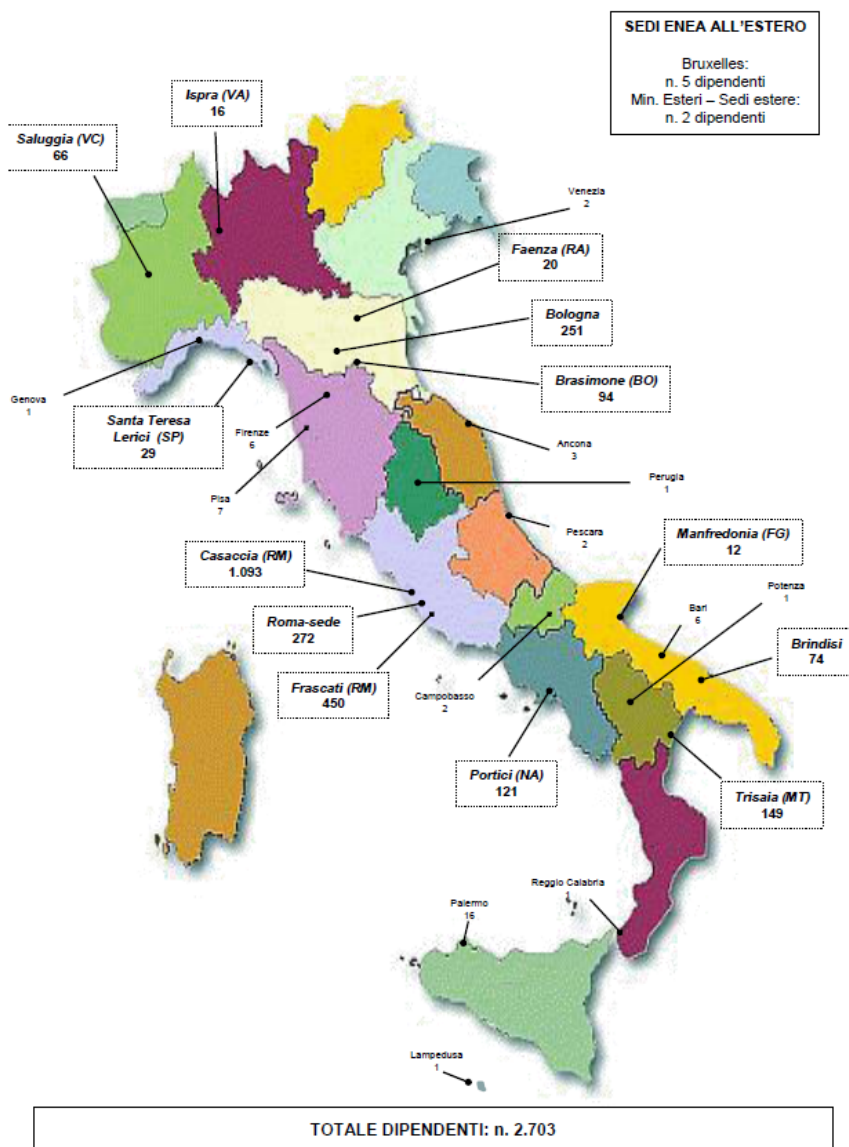 SEDI ENEA ALL'ESTERO
Bruxelles:
n. 5 dipendenti
Min. Esteri – Sedi estere:
n. 2 dipendenti
Ispra (VA)
16
Saluggia (VC)
66
Venezia
2
Faenza (RA)
20
Bologna
251
Brasimone (BO)
94
Genova
1
Santa Teresa
Lerici (SP)
29
Firenze
6
Ancona
3
Pisa
7
Perugia
1
Pescara
2
Manfredonia (FG)
12
Casaccia (RM)
1.093
Potenza
1
Bari
6
Roma-sede
272
Brindisi
74
Frascati (RM)
450
Campobasso
2
Portici (NA)
121
Trisaia (MT)
149
Reggio Calabria
1
Palermo
16
Lampedusa
1
TOTALE DIPENDENTI: n. 2.703